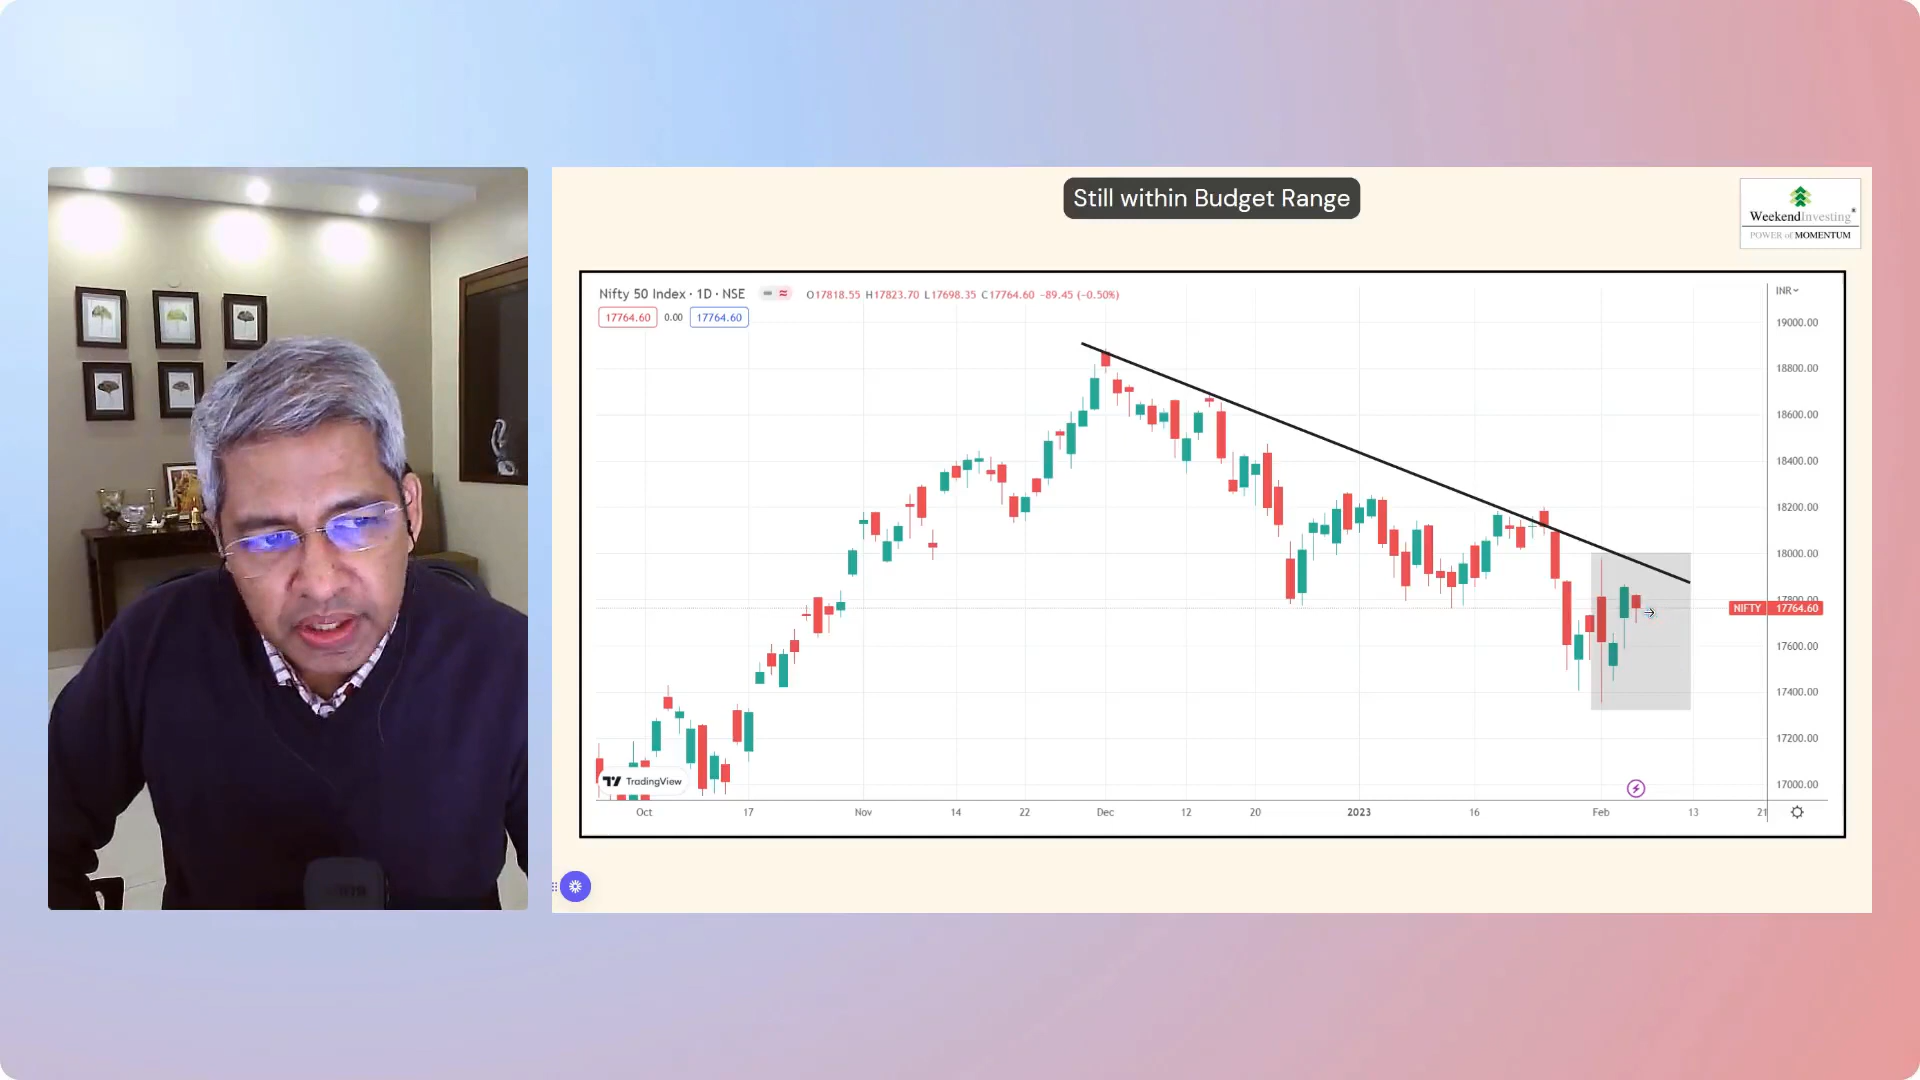 Still within Budget Range
WeekendInvesting
POWER of MOMENTUM
Nifty 50 Index · 1D · NSE
O17818.55 H17823.70 L17698.35 C17764.60 -89.45 (-0.50%)
17764.60 0.00 17764.60
INR
19000.00
18800.00
18600.00
18400.00
18200.00
18000.00
17800.00
NIFTY 17764.60
17600.00
17400.00
17200.00
17000.00
TradingView
Oct 17 Nov 14 22 Dec 12 20 2023 16 Feb 13 21